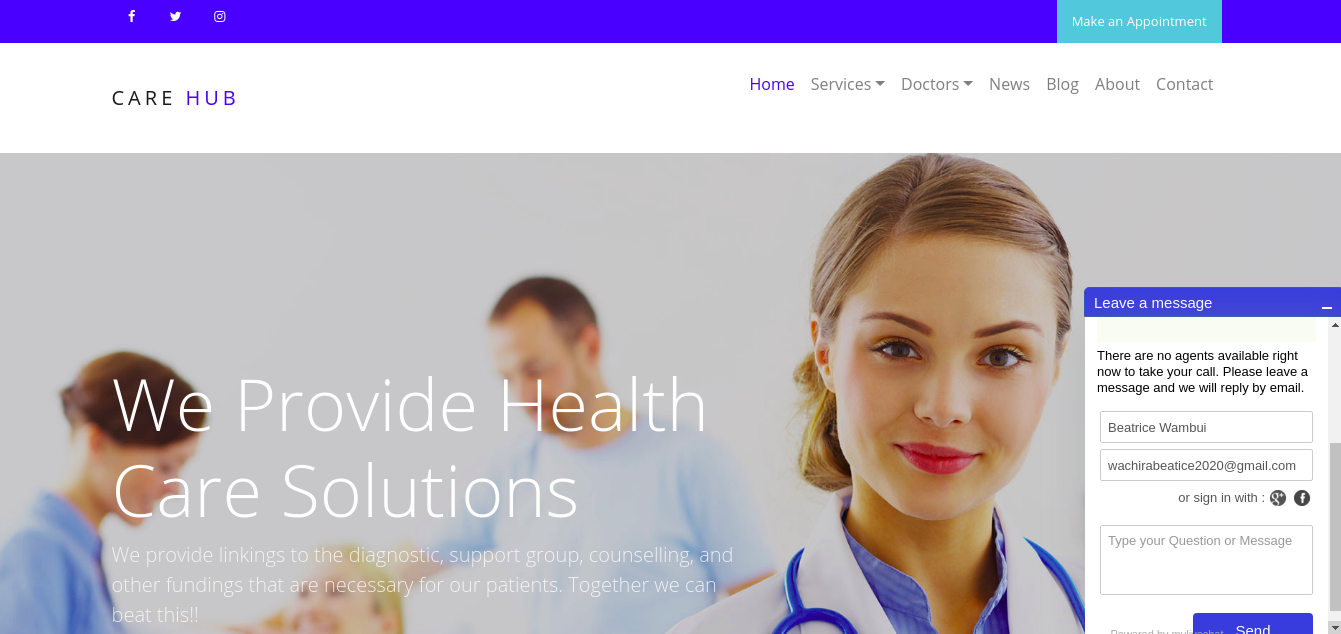 Make an Appointment
CARE HUB
Home Services Doctors News Blog About Contact
We Provide Health
Care Solutions
We provide linkings to the diagnostic, support group, counselling, and
other fundings that are necessary for our patients. Together we can
beat this!!
Leave a message
There are no agents available right
now to take your call. Please leave a
message and we will reply by email.
Beatrice Wambui
wachirabeatice2020@gmail.com
or sign in with :
Type your Question or Message
Send
Powered by mylivechat